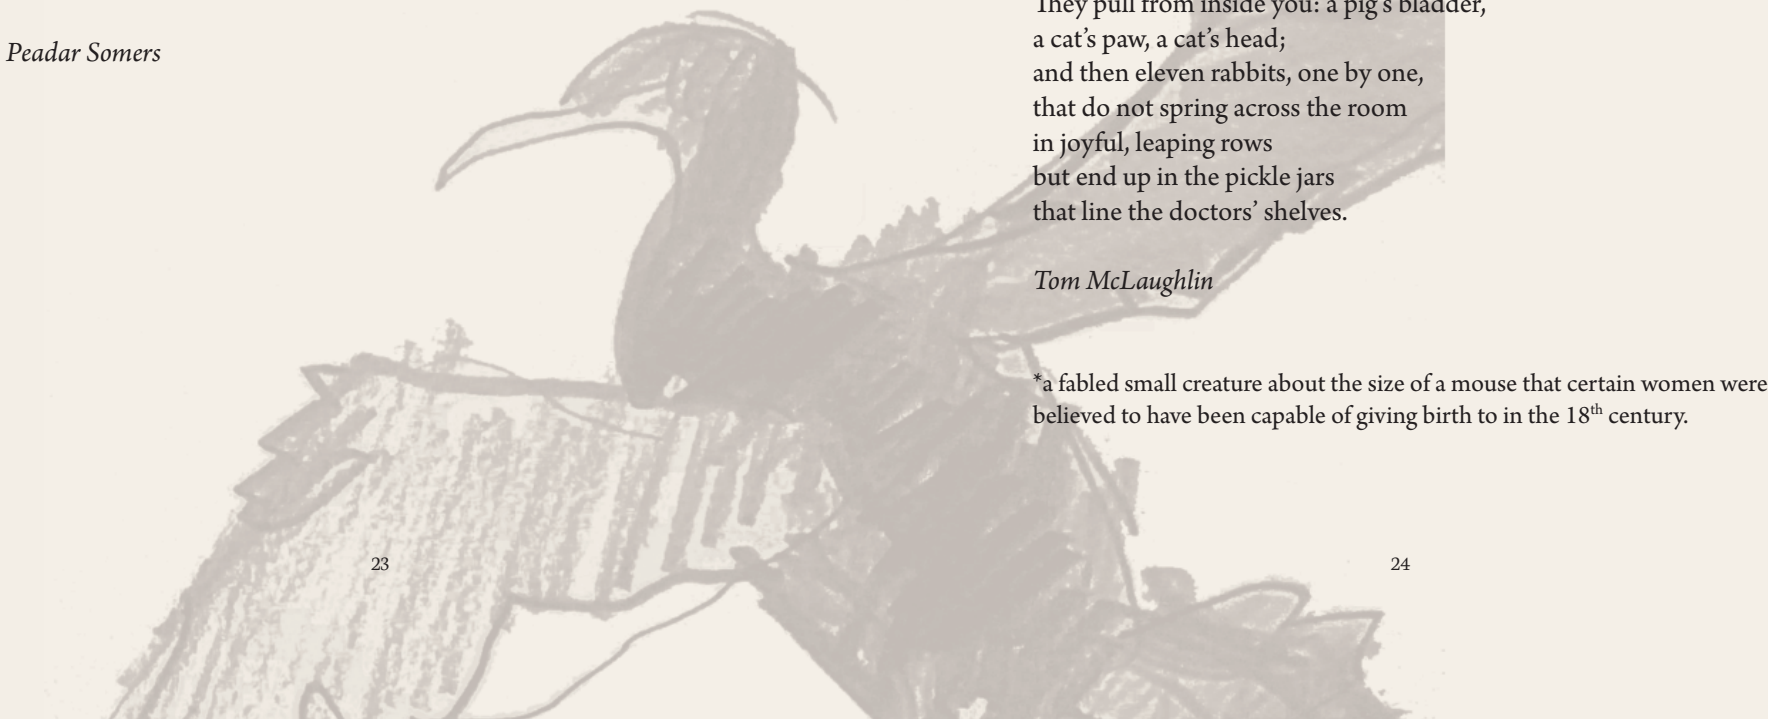 Peadar Somers
23
They pull from inside you: a pig’s bladder,
a cat’s paw, a cat’s head;
and then eleven rabbits, one by one,
that do not spring across the room
in joyful, leaping rows
but end up in the pickle jars
that line the doctors’ shelves.
Tom McLaughlin
*a fabled small creature about the size of a mouse that certain women were
believed to have been capable of giving birth to in the 18th century.
24